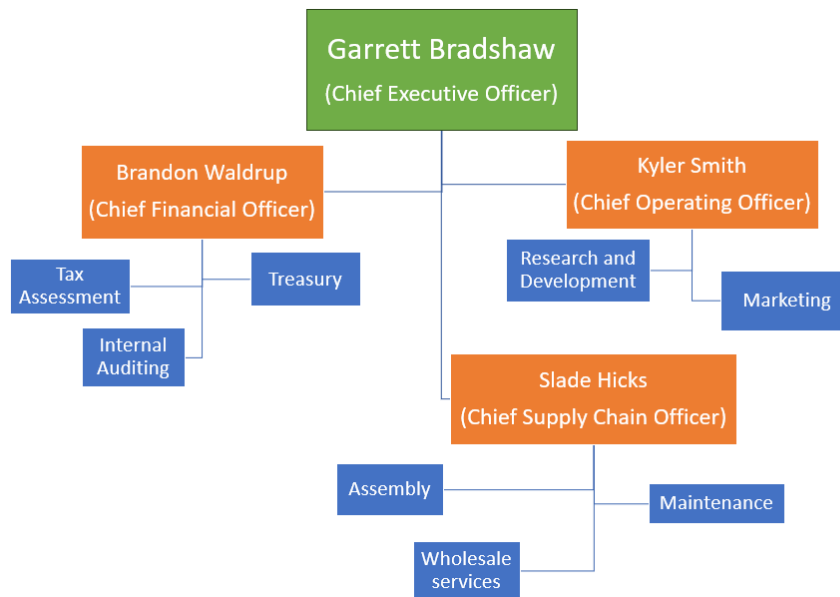 Garrett Bradshaw
(Chief Executive Officer)
Brandon Waldrup
(Chief Financial Officer)
Kyler Smith
(Chief Operating Officer)
Tax
Assessment
Treasury
Internal
Auditing
Research and
Development
Marketing
Slade Hicks
(Chief Supply Chain Officer)
Assembly
Maintenance
Wholesale
services